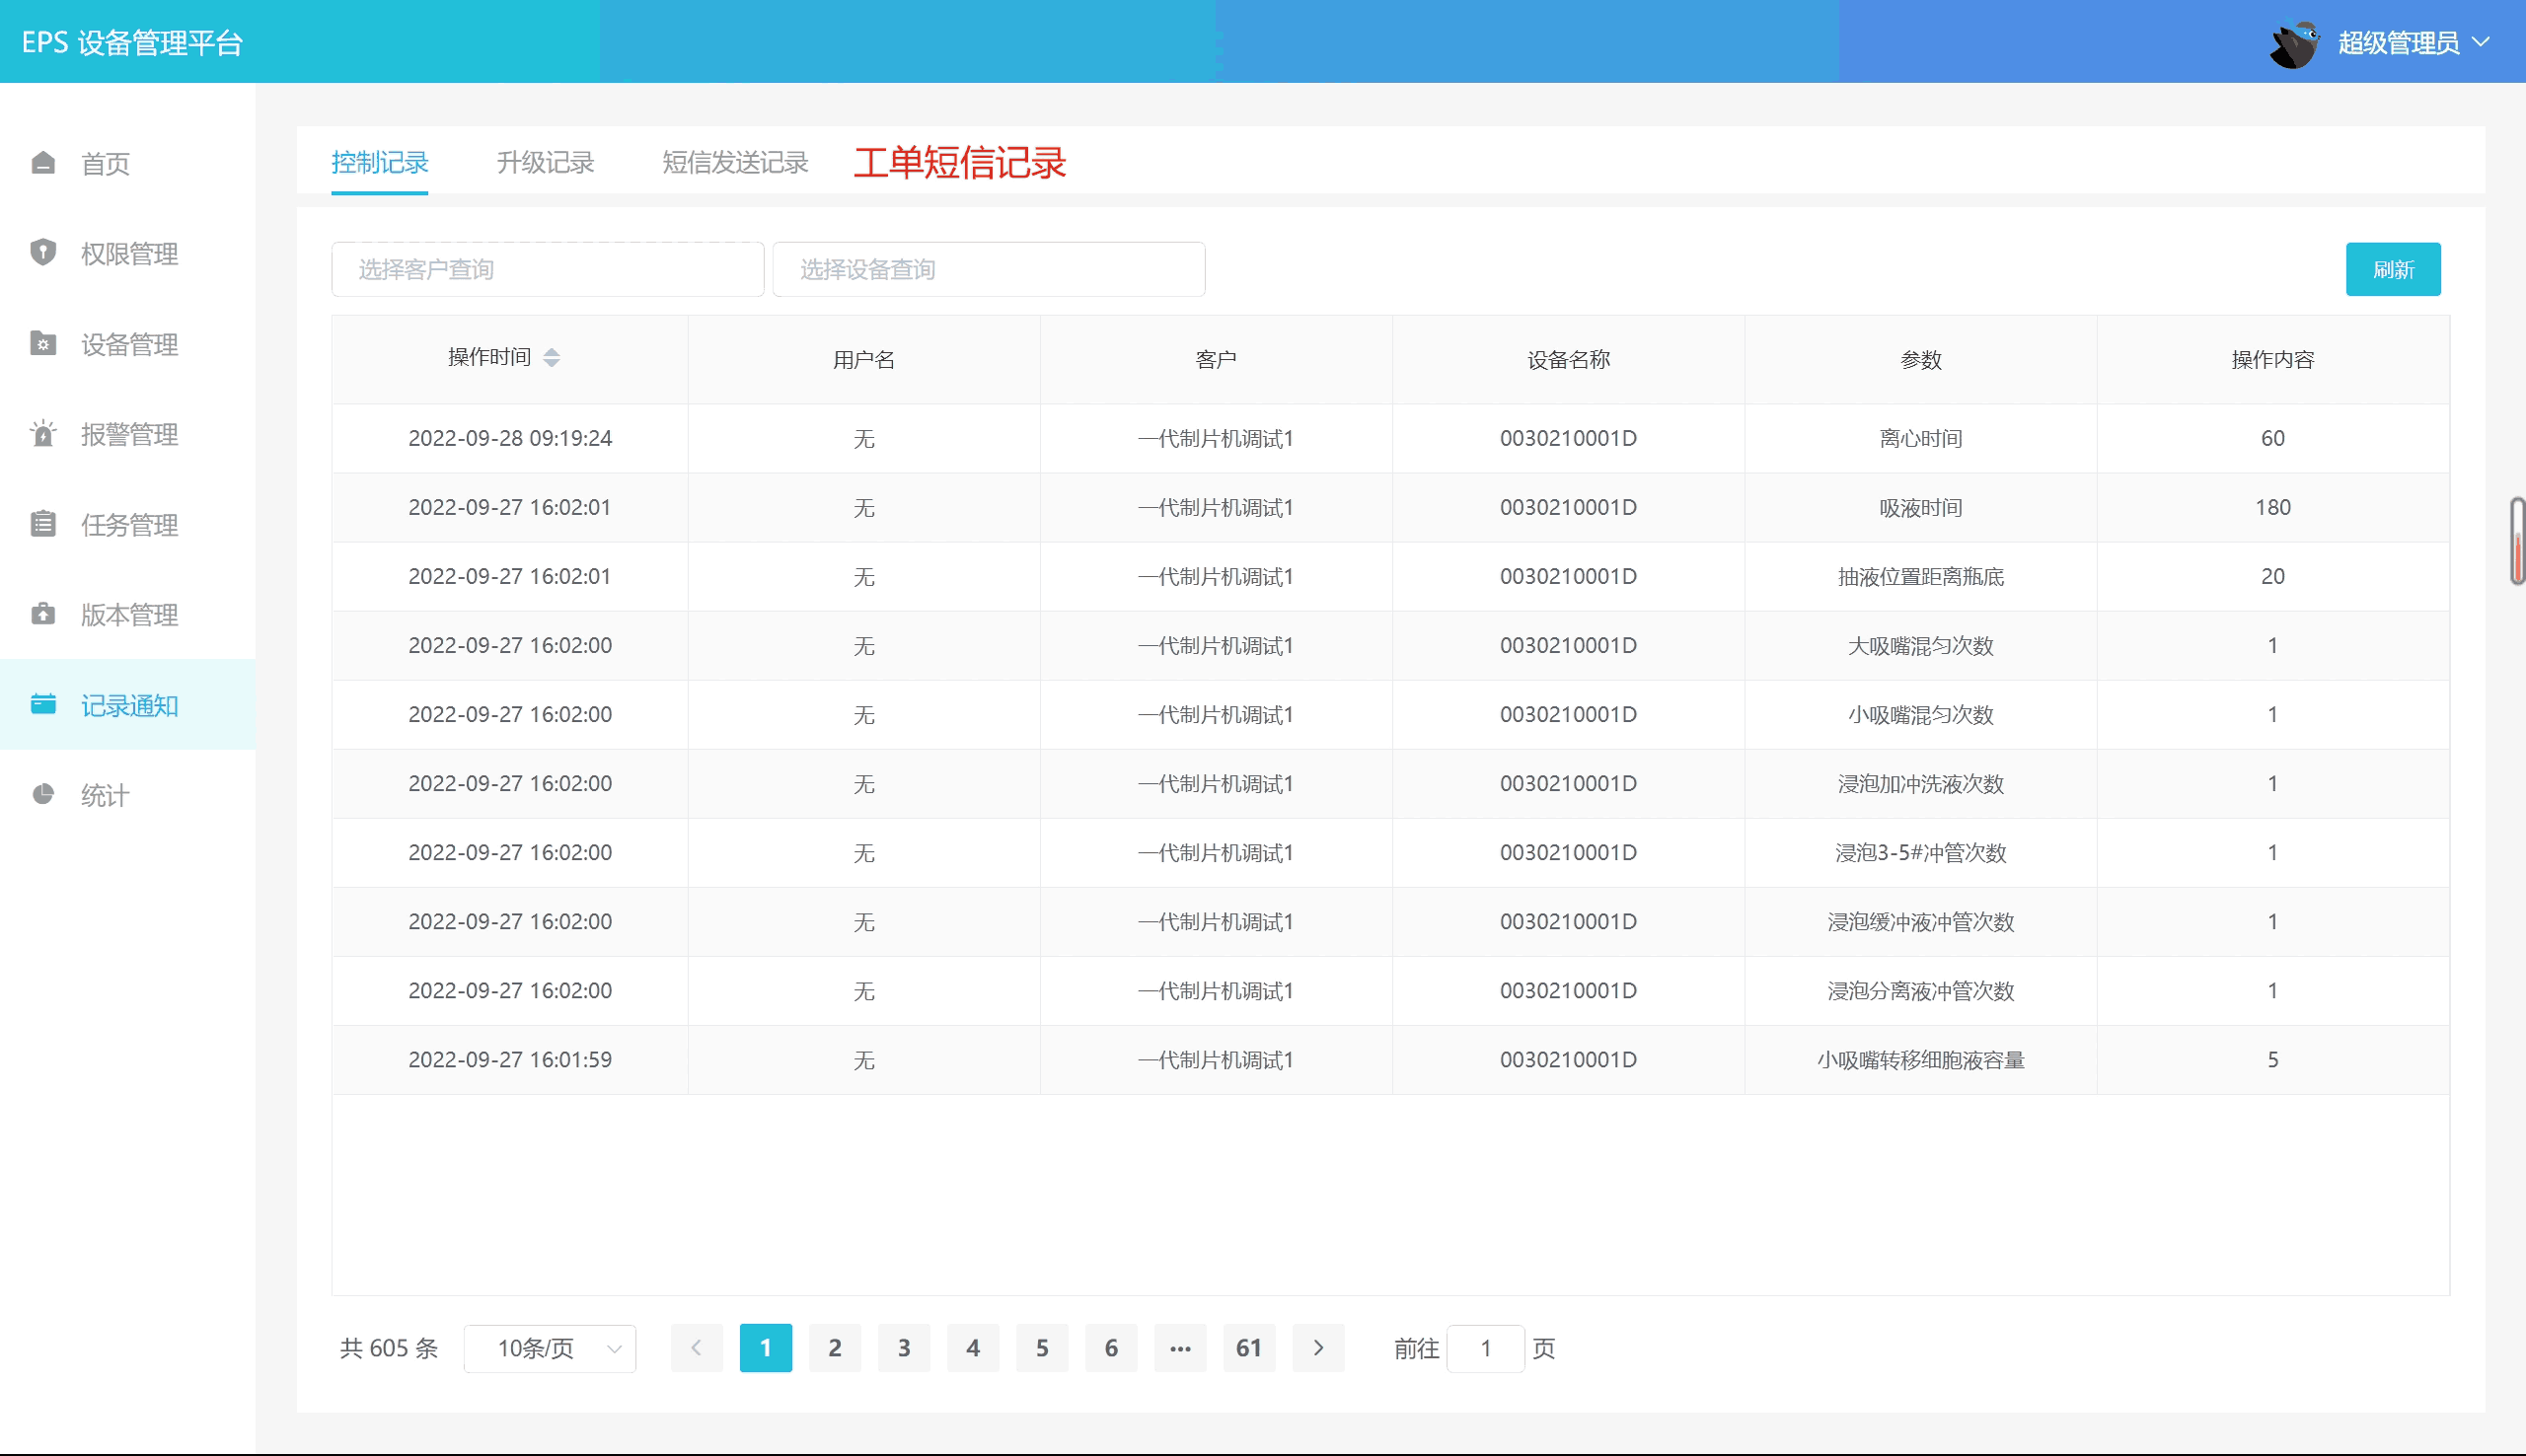 EPS 设备管理平台
超级管理员
首页
权限管理
设备管理
报警管理
任务管理
版本管理
记录通知
统计
控制记录 升级记录 短信发送记录 工单短信记录
选择客户查询 选择设备查询 刷新
操作时间 用户名 客户 设备名称 参数 操作内容
2022-09-28 09:19:24 无 一代制片机调试1 0030210001D 离心时间 60
2022-09-27 16:02:01 无 一代制片机调试1 0030210001D 吸液时间 180
2022-09-27 16:02:01 无 一代制片机调试1 0030210001D 抽液位置距离瓶底 20
2022-09-27 16:02:00 无 一代制片机调试1 0030210001D 大吸嘴混匀次数 1
2022-09-27 16:02:00 无 一代制片机调试1 0030210001D 小吸嘴混匀次数 1
2022-09-27 16:02:00 无 一代制片机调试1 0030210001D 浸泡加冲洗液次数 1
2022-09-27 16:02:00 无 一代制片机调试1 0030210001D 浸泡3-5#冲管次数 1
2022-09-27 16:02:00 无 一代制片机调试1 0030210001D 浸泡缓冲液冲管次数 1
2022-09-27 16:02:00 无 一代制片机调试1 0030210001D 浸泡分离液冲管次数 1
2022-09-27 16:01:59 无 一代制片机调试1 0030210001D 小吸嘴转移细胞液容量 5
共 605 条 10条/页 1 2 3 4 5 6 ••• 61 前往 1 页